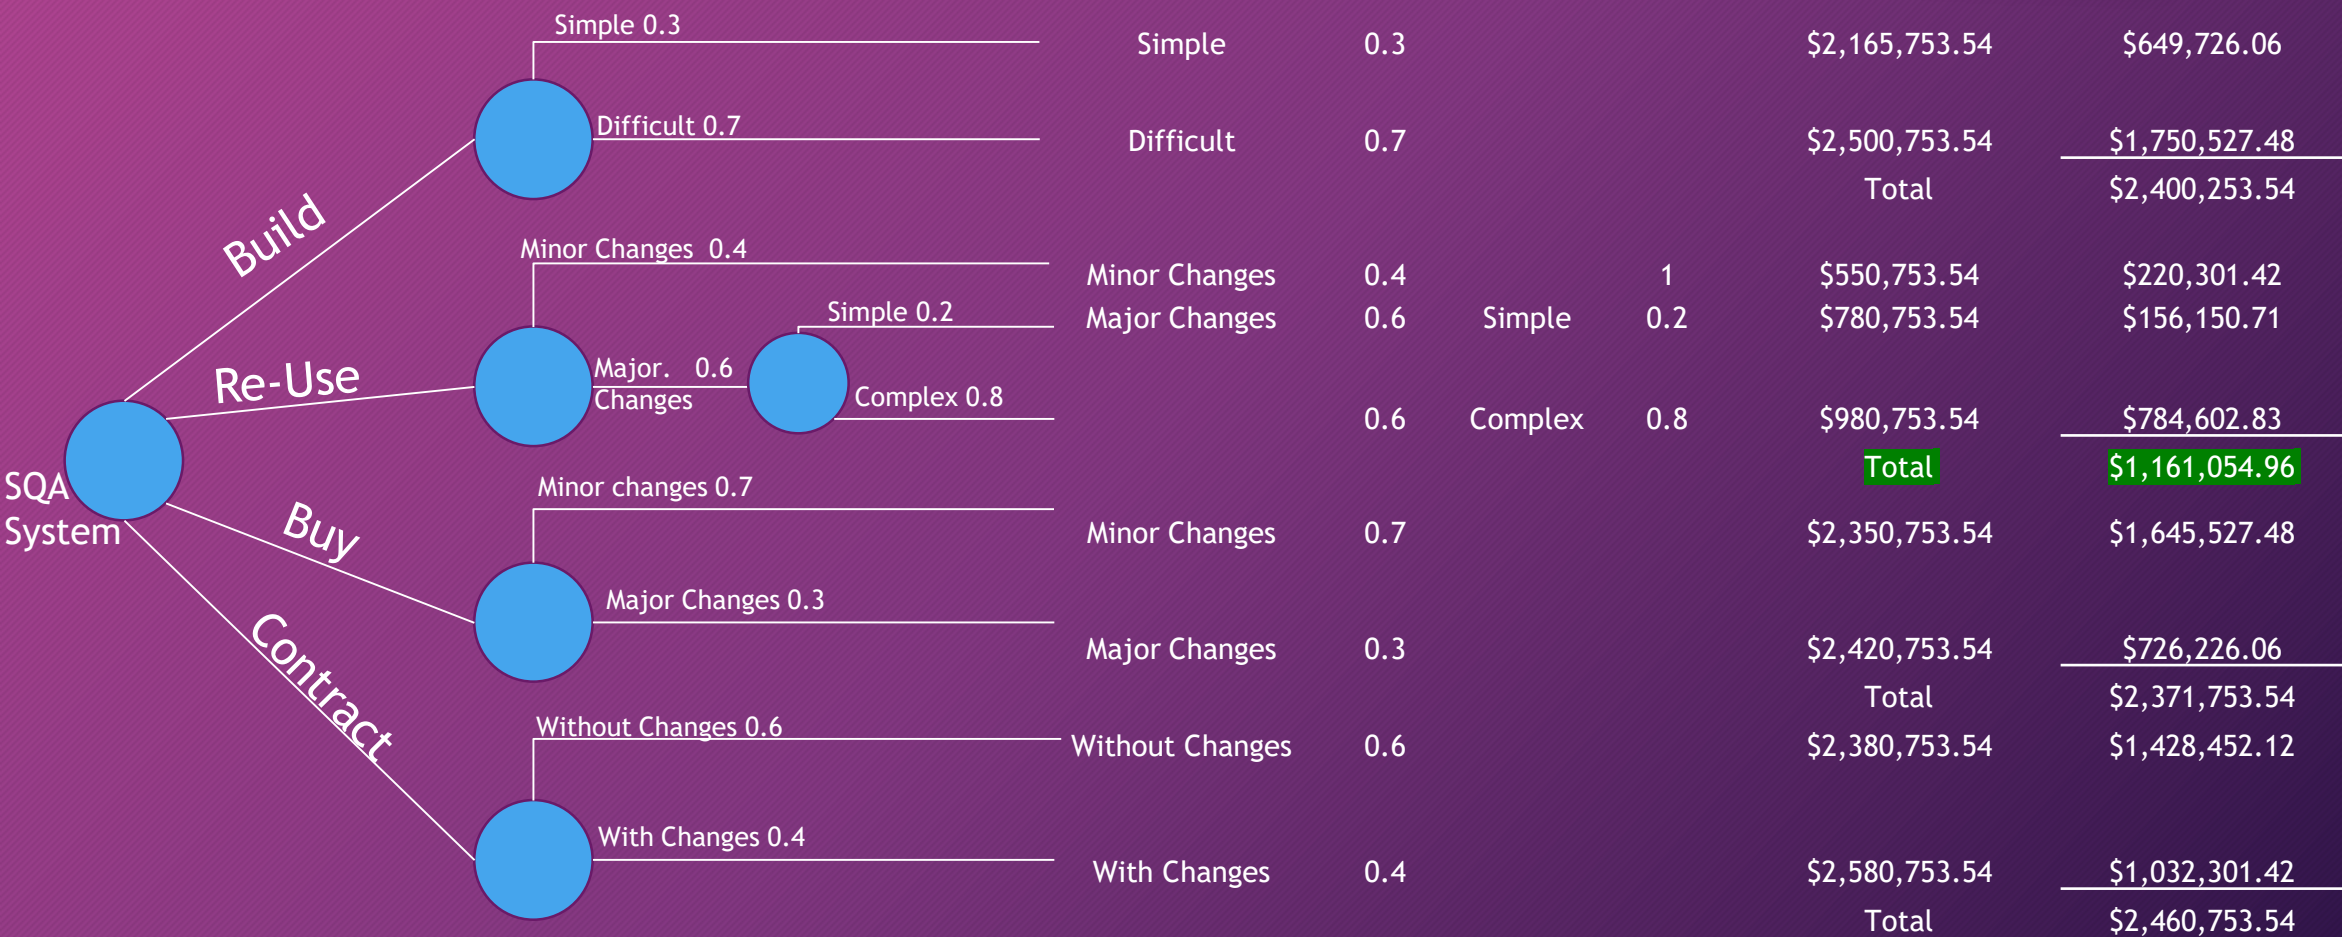 Simple 0.3
Simple 0.3 $2,165,753.54 $649,726.06
Difficult 0.7
Difficult 0.7 $2,500,753.54 $1,750,527.48
Total $2,400,253.54
Build
Minor Changes 0.4
Minor Changes 0.4 1 $550,753.54 $220,301.42
Simple 0.2
Major Changes 0.6 Simple 0.2 $780,753.54 $156,150.71
Re-Use
Major. 0.6
Changes
Complex 0.8
0.6 Complex 0.8 $980,753.54 $784,602.83
Total $1,161,054.96
SQA
System
Minor changes 0.7
Buy
Minor Changes 0.7 $2,350,753.54 $1,645,527.48
Major Changes 0.3
Major Changes 0.3 $2,420,753.54 $726,226.06
Total $2,371,753.54
Contract
Without Changes 0.6
Without Changes 0.6 $2,380,753.54 $1,428,452.12
With Changes 0.4
With Changes 0.4 $2,580,753.54 $1,032,301.42
Total $2,460,753.54